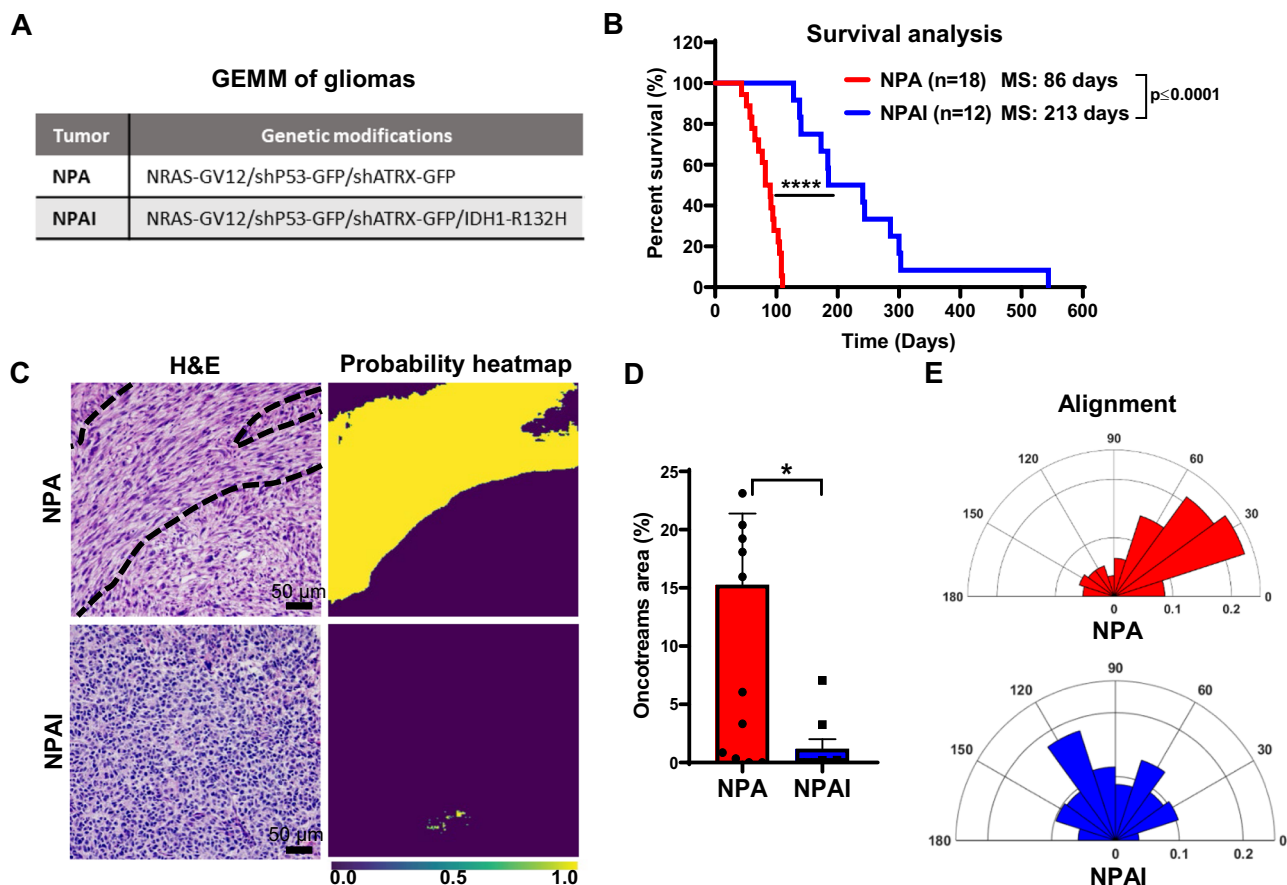 A
GEMM of gliomas
Tumor Genetic modifications
NPA NRAS-GV12/shP53-GFP/shATRX-GFP
NPAI NRAS-GV12/shP53-GFP/shATRX-GFP/IDH1-R132H
B
Survival analysis
NPA (n=18) MS: 86 days
NPAI (n=12) MS: 213 days
p≤0.0001
****
Percent survival (%)
120
100
80
60
40
20
0
0 100 200 300 400 500 600
Time (Days)
C
H&E Probability heatmap
NPA
50 μm
NPAI
50 μm
0.0 0.5 1.0
D
Oncotreams area (%)
25
20
15
10
5
0
*
NPA NPAI
E
Alignment
90
120 60
150 30
180 0
0 0.1 0.2
NPA
90
120 60
150 30
180 0
0 0.1 0.2
NPAI